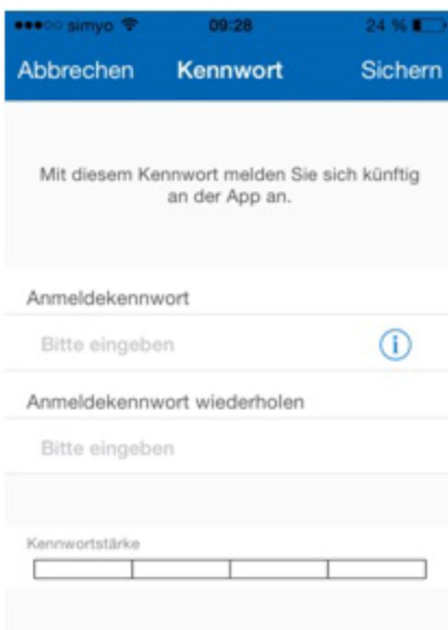 simyo 09:28 24 %
Abbrechen Kennwort Sichern
Mit diesem Kennwort melden Sie sich künftig
an der App an.
Anmeldekennwort
Bitte eingeben
Anmeldekennwort wiederholen
Bitte eingeben
Kennwortstärke